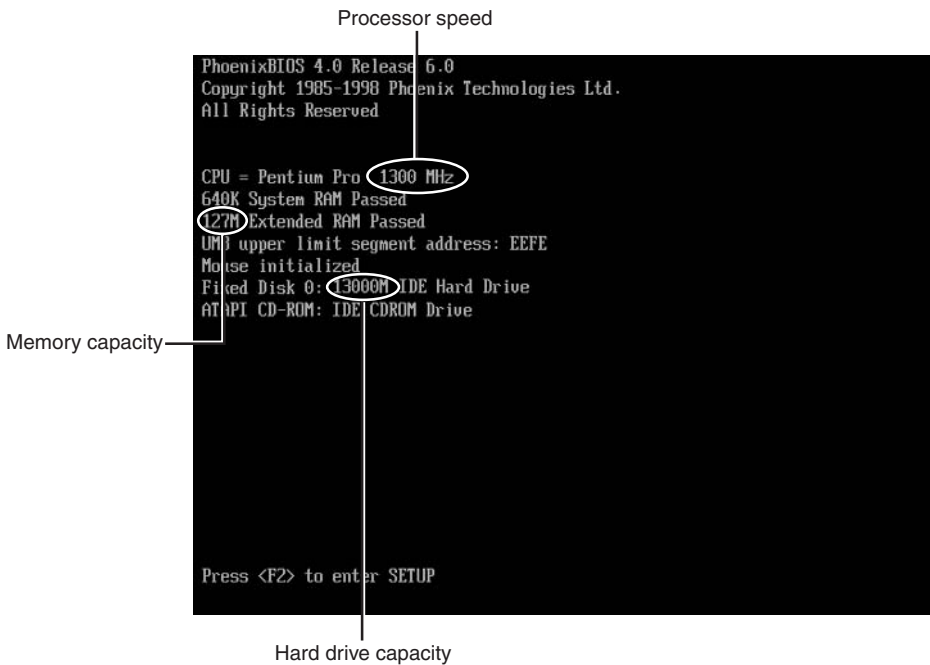 Processor speed
PhoenixBIOS 4.0 Release 6.0
Copyright 1985-1998 Phoenix Technologies Ltd.
All Rights Reserved
CPU = Pentium Pro 1300 MHz
640K System RAM Passed
127M Extended RAM Passed
UMB upper limit segment address: EEFE
Mouse initialized
Fixed Disk 0: 13000M IDE Hard Drive
ATAPI CD-ROM: IDE CDROM Drive
Memory capacity
Press <F2> to enter SETUP
Hard drive capacity